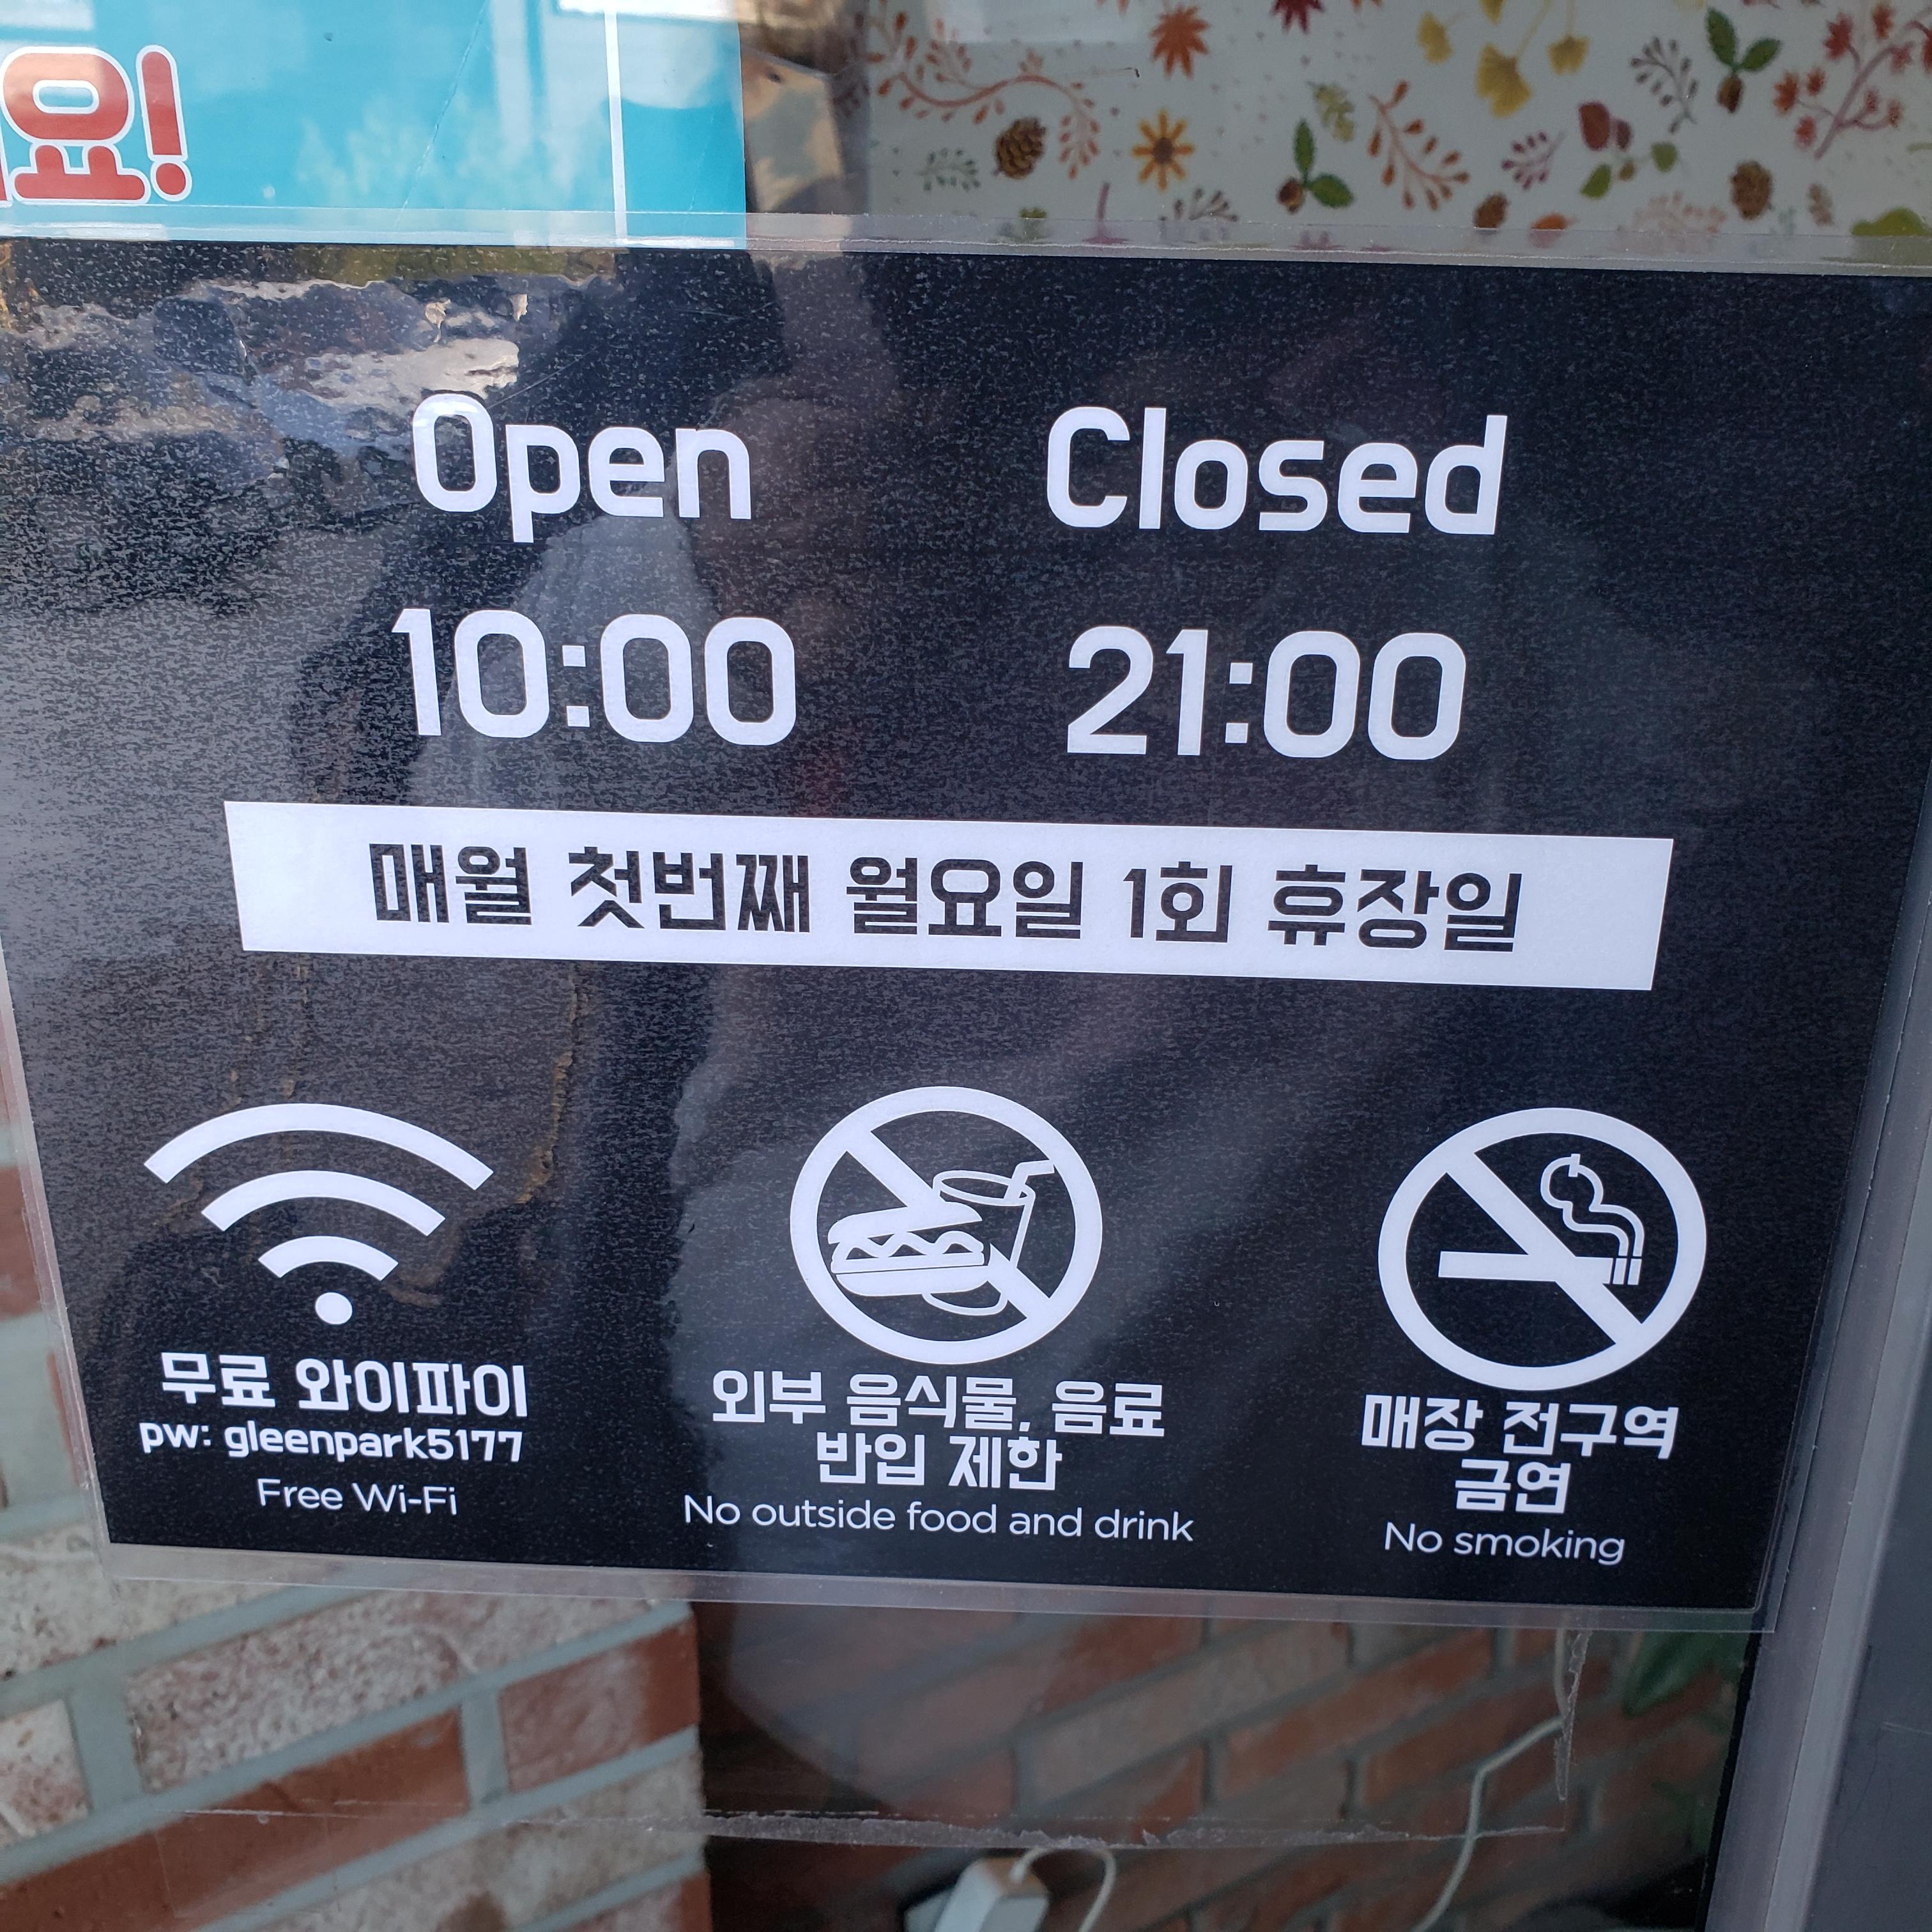 요!
Open Closed
10:00 21:00
매월 첫번째 월요일 1회 휴장일
무료 와이파이
pw: gleenpark5177
Free Wi-Fi
외부 음식물, 음료
반입 제한
No outside food and drink
매장 전구역
금연
No smoking